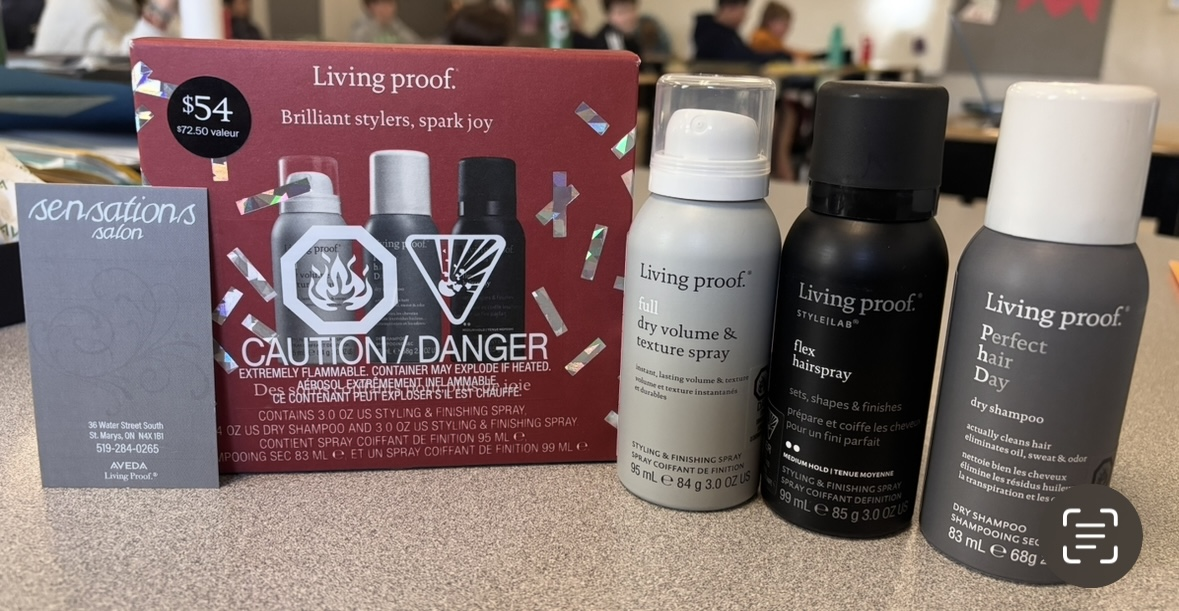 sensations
salon
36 Water Street South
St. Marys, ON N4X1B1
519-284-0265
AVEDA
Living Proof.®
$54
$72.50 valeur
Living proof.®
Brilliant stylers, spark joy
CAUTION / DANGER
EXTREMELY FLAMMABLE. CONTAINER MAY EXPLODE IF HEATED.
AÉROSOL EXTRÊMEMENT INFLAMMABLE.
CE CONTENANT PEUT EXPLOSER S'IL EST CHAUFFÉ.
CONTAINS 3.0 OZ US STYLING & FINISHING SPRAY,
OZ US DRY SHAMPOO AND 3.0 OZ US STYLING & FINISHING SPRAY
CONTIENT SPRAY COIFFANT DE FINITION 95 ML ℮
SEC 83 ML ℮ ET UN SPRAY COIFFANT DE FINITION 99 ML ℮
Living proof.®
full
dry volume &
texture spray
instant, lasting volume & texture
volume et texture instantanés
et durables
STYLING & FINISHING SPRAY
SPRAY COIFFANT DE FINITION
95 mL ℮ 84 g 3.0 OZ US
Living proof.®
STYLE|LAB®
flex
hairspray
sets, shapes & finishes
prépare et coiffe les cheveux
pour un fini parfait
MEDIUM HOLD | TENUE MOYENNE
STYLING & FINISHING SPRAY
SPRAY COIFFANT DEFINITION
99 mL ℮ 85 g 3.0 OZ US
Living proof.®
Perfect
hair
Day
dry shampoo
actually cleans hair
eliminates oil, sweat & odor
nettoie bien les cheveux
élimine les résidus
la transpiration et les
DRY SHAMPOO
SHAMPOOING SEC
83 mL ℮ 68g